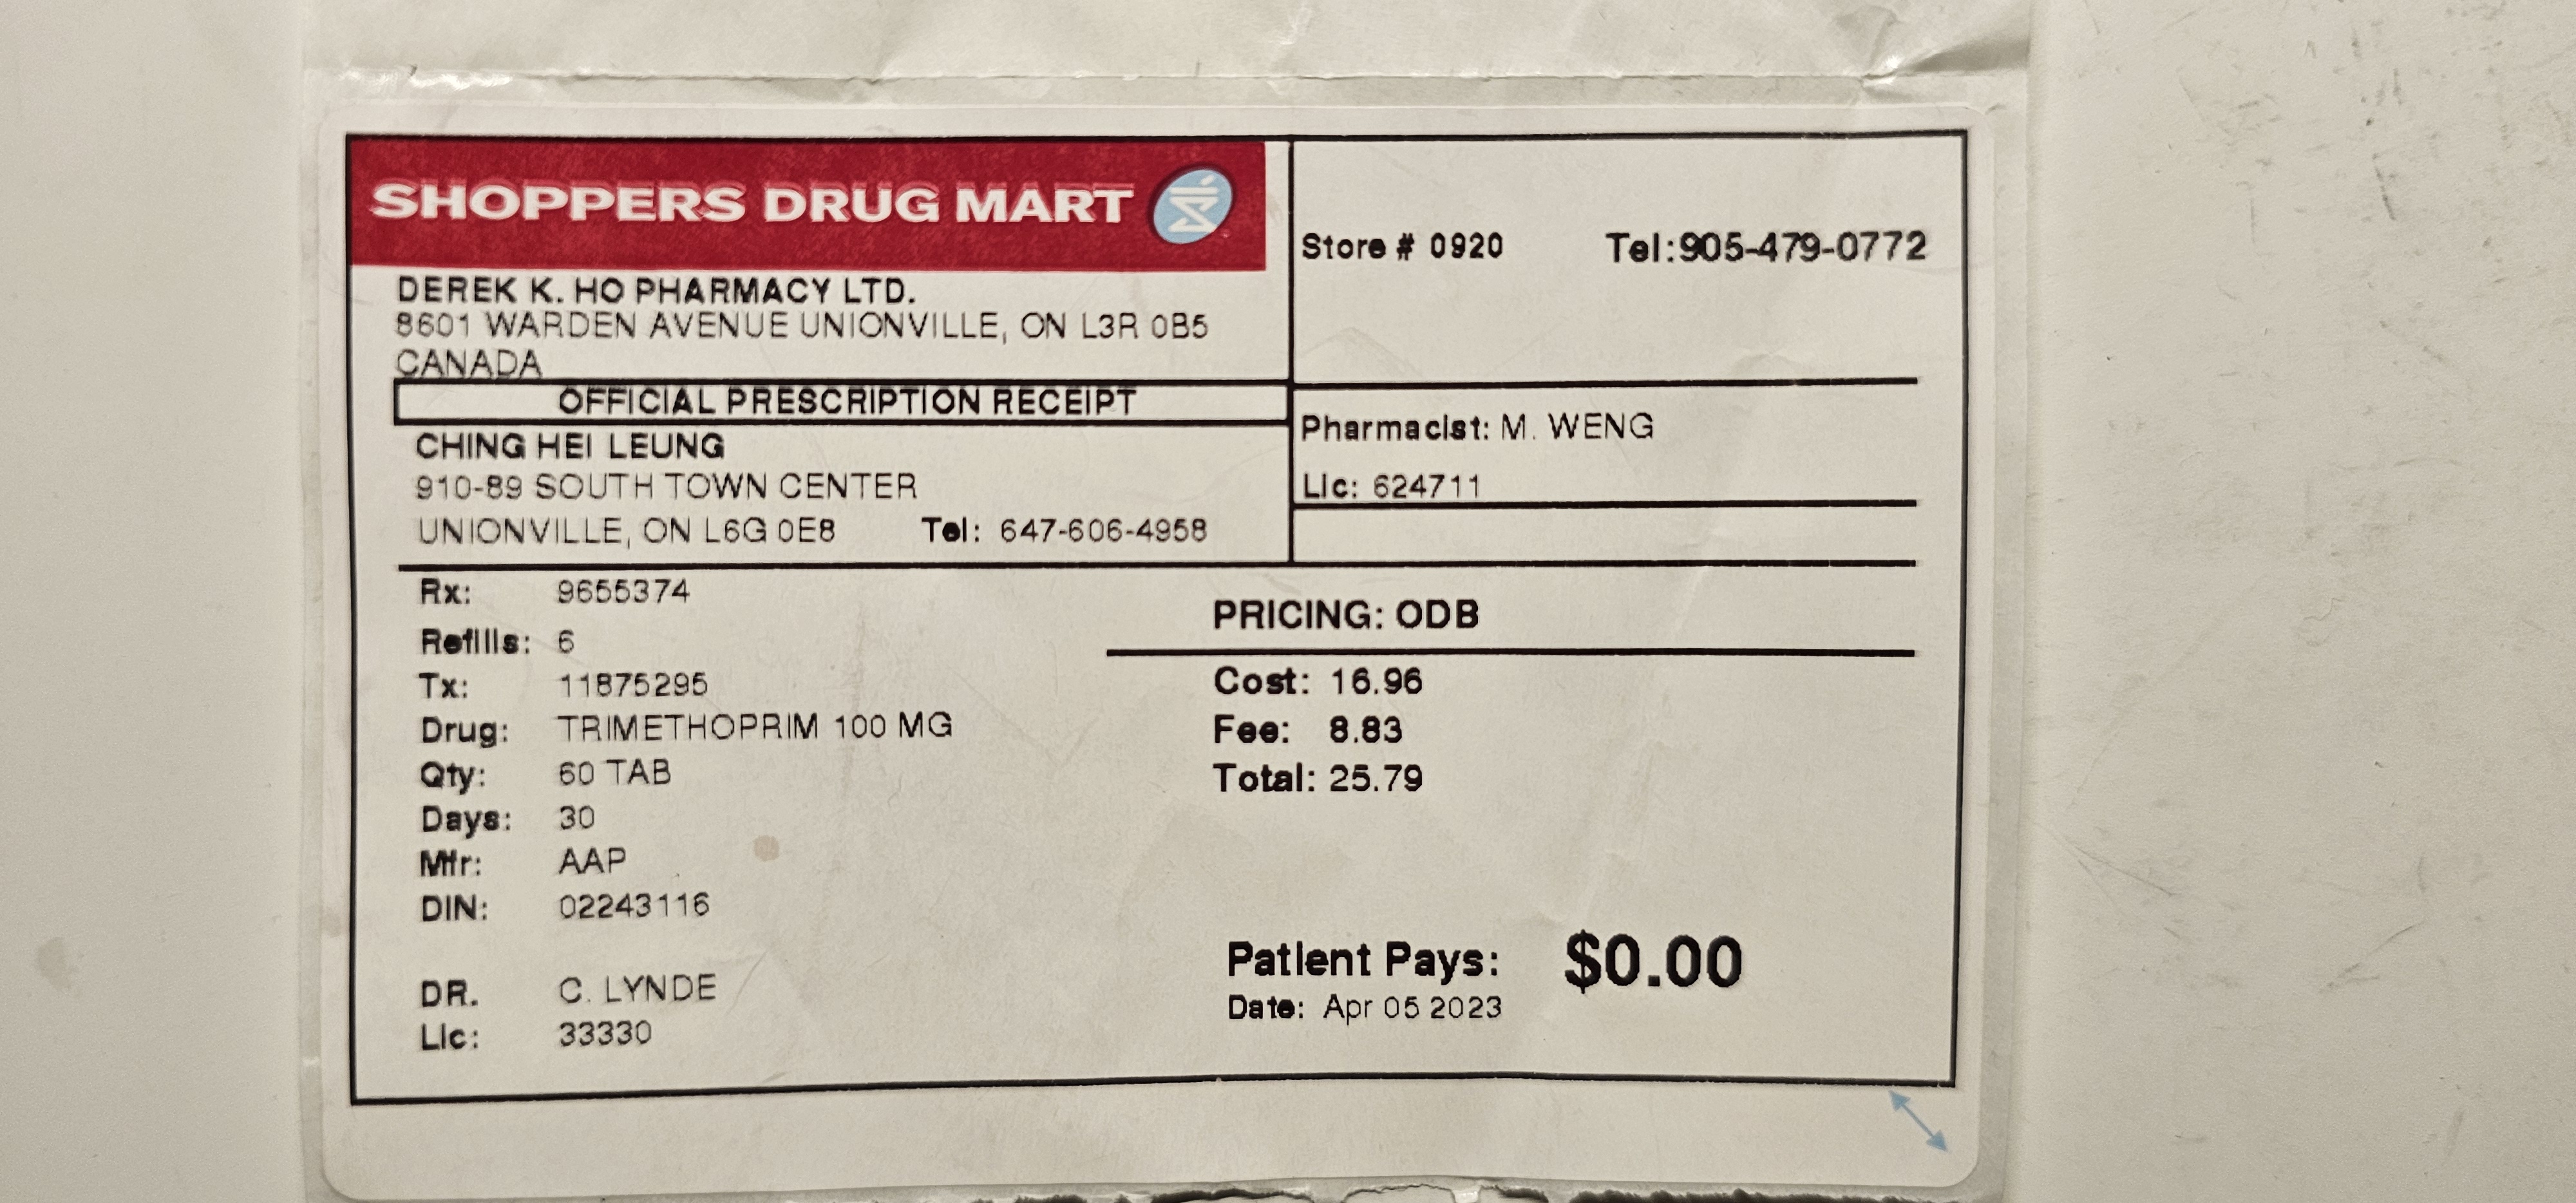 SHOPPERS DRUG MART
Store # 0920 Tel:905-479-0772
DEREK K. HO PHARMACY LTD.
8601 WARDEN AVENUE UNIONVILLE, ON L3R 0B5
CANADA
OFFICIAL PRESCRIPTION RECEIPT
CHING HEI LEUNG
910-89 SOUTH TOWN CENTER
UNIONVILLE, ON L6G 0E8 Tel: 647-606-4958
Pharmacist: M. WENG
Lic: 624711
Rx: 9655374
Refills: 6
Tx: 11875295
Drug: TRIMETHOPRIM 100 MG
Qty: 60 TAB
Days: 30
Mfr: AAP
DIN: 02243116
DR. C. LYNDE
Lic: 33330
PRICING: ODB
Cost: 16.96
Fee: 8.83
Total: 25.79
Patient Pays: $0.00
Date: Apr 05 2023